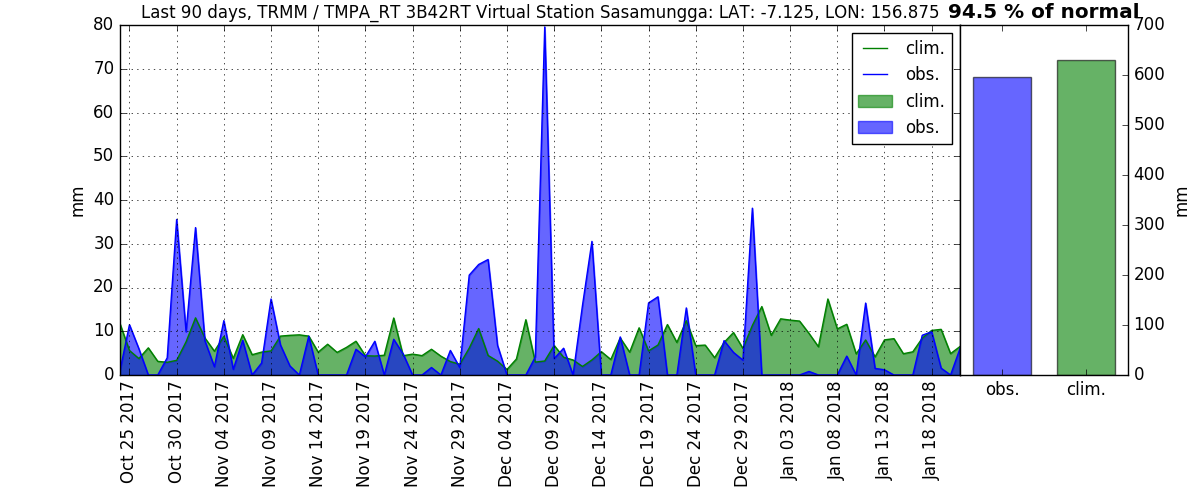 Last 90 days, TRMM / TMPA_RT 3B42RT Virtual Station Sasamungga: LAT: -7.125, LON: 156.875 94.5 % of normal
80
70
60
50
40
30
20
10
0
mm
clim.
obs.
clim.
obs.
700
600
500
400
300
200
100
0
mm
Oct 25 2017
Oct 30 2017
Nov 04 2017
Nov 09 2017
Nov 14 2017
Nov 19 2017
Nov 24 2017
Nov 29 2017
Dec 04 2017
Dec 09 2017
Dec 14 2017
Dec 19 2017
Dec 24 2017
Dec 29 2017
Jan 03 2018
Jan 08 2018
Jan 13 2018
Jan 18 2018
obs.
clim.